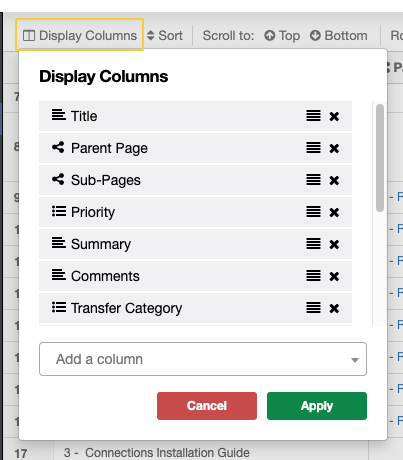 Display Columns Sort Scroll to: Top Bottom
Display Columns
Title
Parent Page
Sub-Pages
Priority
Summary
Comments
Transfer Category
Add a column
Cancel Apply
17 3 - Connections Installation Guide